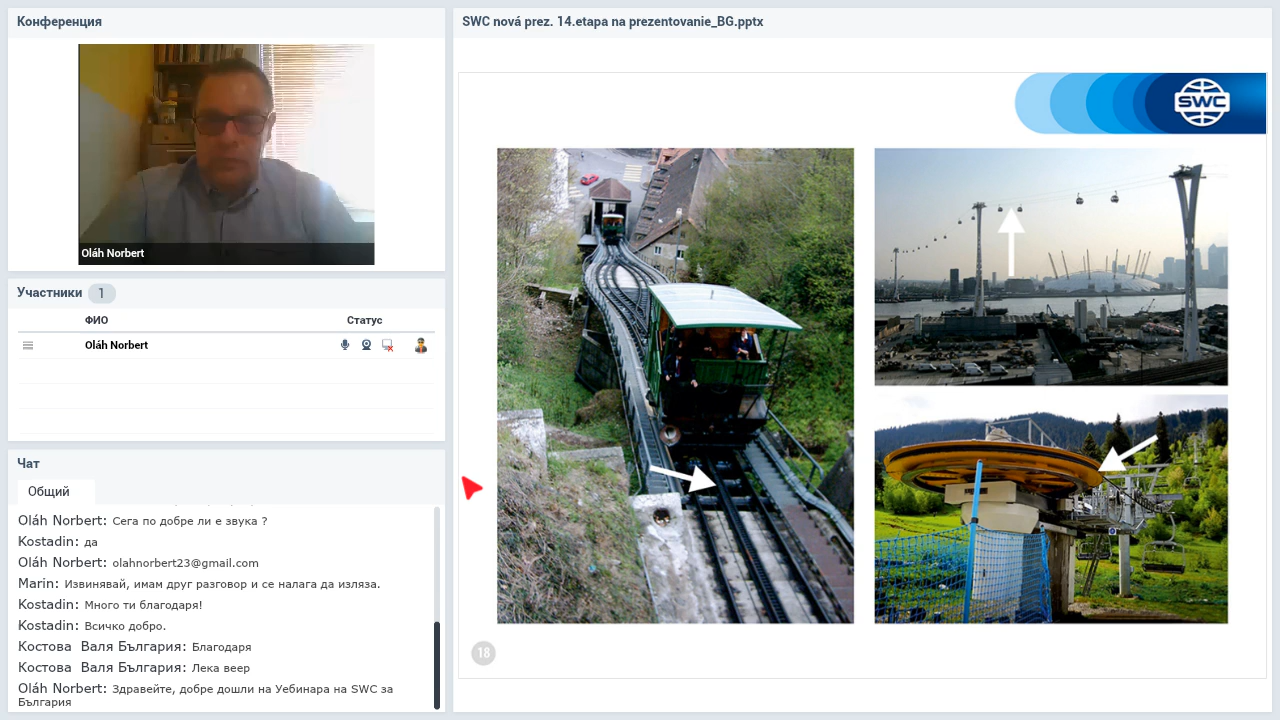 Конференция
Oláh Norbert
Участники 1
ФИО Статус
Oláh Norbert
Чат
Общий
Oláh Norbert: Сега по добре ли е звука ?
Kostadin: да
Oláh Norbert: olahnorbert23@gmail.com
Marin: Извинявай, имам друг разговор и се налага да изляза.
Kostadin: Много ти благодаря!
Kostadin: Всичко добро.
Костова Валя България: Благодаря
Костова Валя България: Лека веер
Oláh Norbert: Здравейте, добре дошли на Уебинара на SWC за
България
SWC nová prez. 14.etapa na prezentovanie_BG.pptx
SWC
18